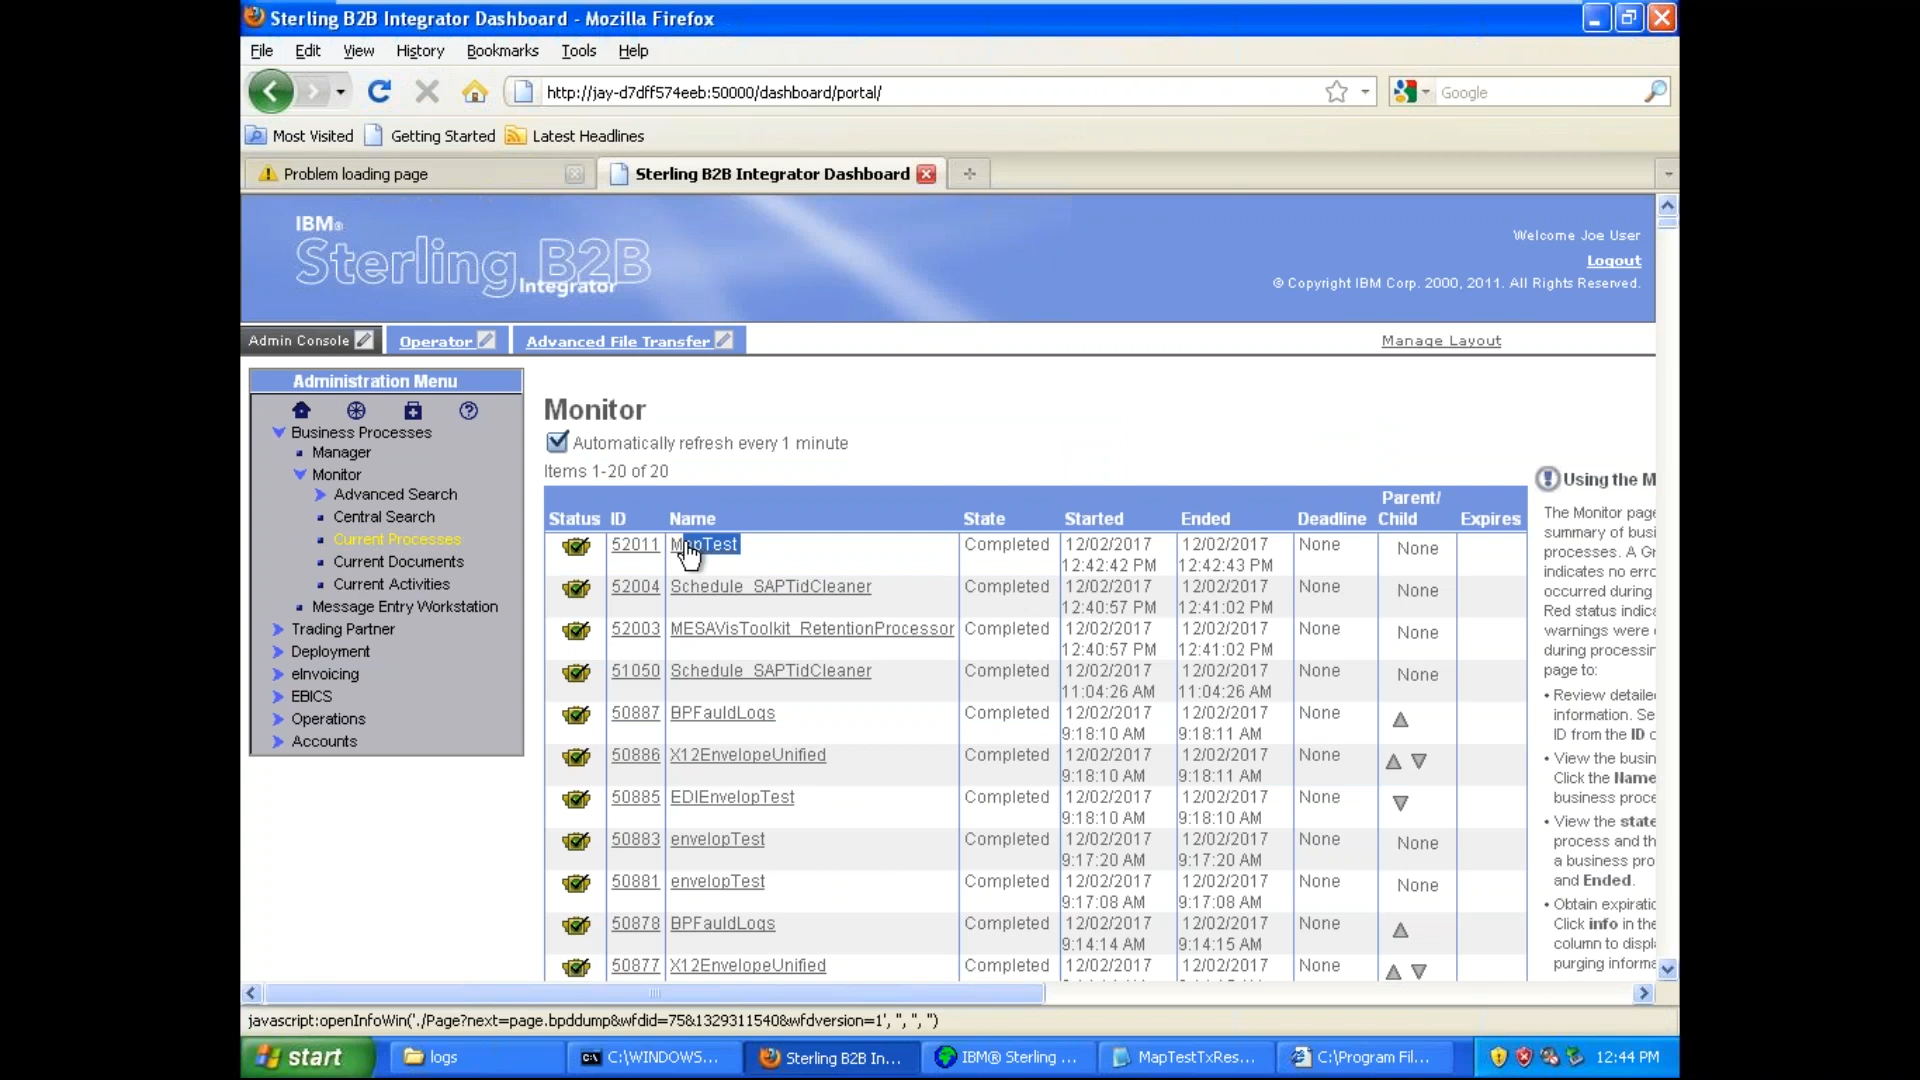 Sterling B2B Integrator Dashboard - Mozilla Firefox
File Edit View History Bookmarks Tools Help
http://jay-d7dff574eeb:50000/dashboard/portal/
Google
Most Visited Getting Started Latest Headlines
Problem loading page
Sterling B2B Integrator Dashboard
IBM®
Sterling B2B
Integrator
Welcome Joe User
Logout
© Copyright IBM Corp. 2000, 2011. All Rights Reserved.
Admin Console Operator Advanced File Transfer Manage Layout
Administration Menu
Business Processes
Manager
Monitor
Advanced Search
Central Search
Current Processes
Current Documents
Current Activities
Message Entry Workstation
Trading Partner
Deployment
eInvoicing
EBICS
Operations
Accounts
Monitor
Automatically refresh every 1 minute
Items 1-20 of 20
Status ID Name State Started Ended Deadline Parent/ Child Expires
52011 MapTest Completed 12/02/2017 12/02/2017 None None
12:42:42 PM 12:42:43 PM
52004 Schedule_SAPTidCleaner Completed 12/02/2017 12/02/2017 None None
12:40:57 PM 12:41:02 PM
52003 MESAVisToolkit_RetentionProcessor Completed 12/02/2017 12/02/2017 None None
12:40:57 PM 12:41:02 PM
51050 Schedule_SAPTidCleaner Completed 12/02/2017 12/02/2017 None None
11:04:26 AM 11:04:26 AM
50887 BPFauldLogs Completed 12/02/2017 12/02/2017 None
9:18:10 AM 9:18:11 AM
50886 X12EnvelopeUnified Completed 12/02/2017 12/02/2017 None
9:18:10 AM 9:18:11 AM
50885 EDIEnvelopTest Completed 12/02/2017 12/02/2017 None
9:18:10 AM 9:18:10 AM
50883 envelopTest Completed 12/02/2017 12/02/2017 None None
9:17:20 AM 9:17:20 AM
50881 envelopTest Completed 12/02/2017 12/02/2017 None None
9:17:08 AM 9:17:08 AM
50878 BPFauldLogs Completed 12/02/2017 12/02/2017 None
9:14:14 AM 9:14:15 AM
50877 X12EnvelopeUnified Completed 12/02/2017 12/02/2017 None
Using the M
The Monitor page
summary of busi
processes. A Gr
indicates no erro
occurred during
Red status indica
warnings were
during processin
page to:
• Review detailed
information. Se
ID from the ID
• View the busin
Click the Name
business proce
• View the state
process and th
a business pro
and Ended.
• Obtain expiratio
Click info in the
column to displ
purging informa
javascript:openInfoWin('./Page?next=page.bpddump&wfdid=75&1329311540&wfdversion=1', '', '', '')
start logs C:\WINDOWS... Sterling B2B In... IBM® Sterling ... MapTestTxRes... C:\Program Fil... 12:44 PM